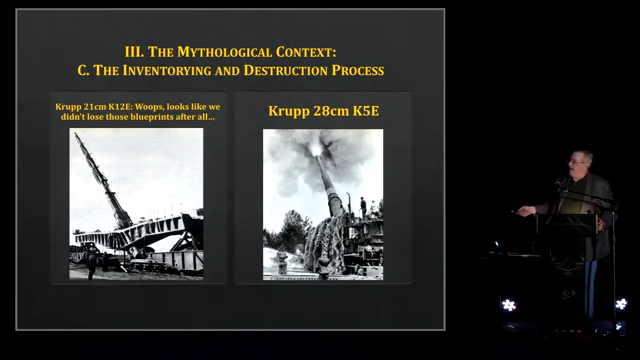 III. THE MYTHOLOGICAL CONTEXT:
C. THE INVENTORYING AND DESTRUCTION PROCESS
Krupp 21cm K12E: Woops, looks like we
didn't lose those blueprints after all...
Krupp 28cm K5E